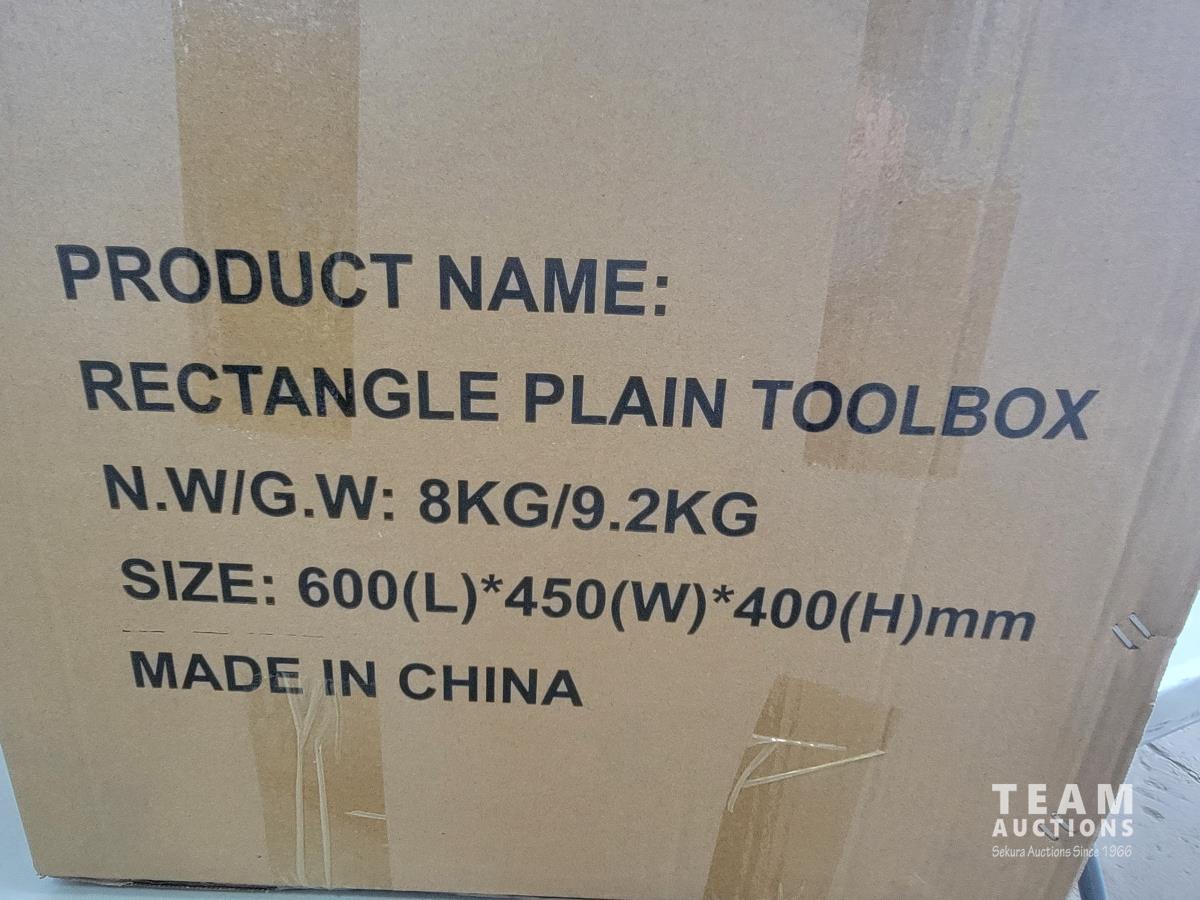 PRODUCT NAME:
RECTANGLE PLAIN TOOLBOX
N.W/G.W: 8KG/9.2KG
SIZE: 600(L)*450(W)*400(H)mm
MADE IN CHINA
TEAM
AUCTIONS
Sekura Auctions Since 1966